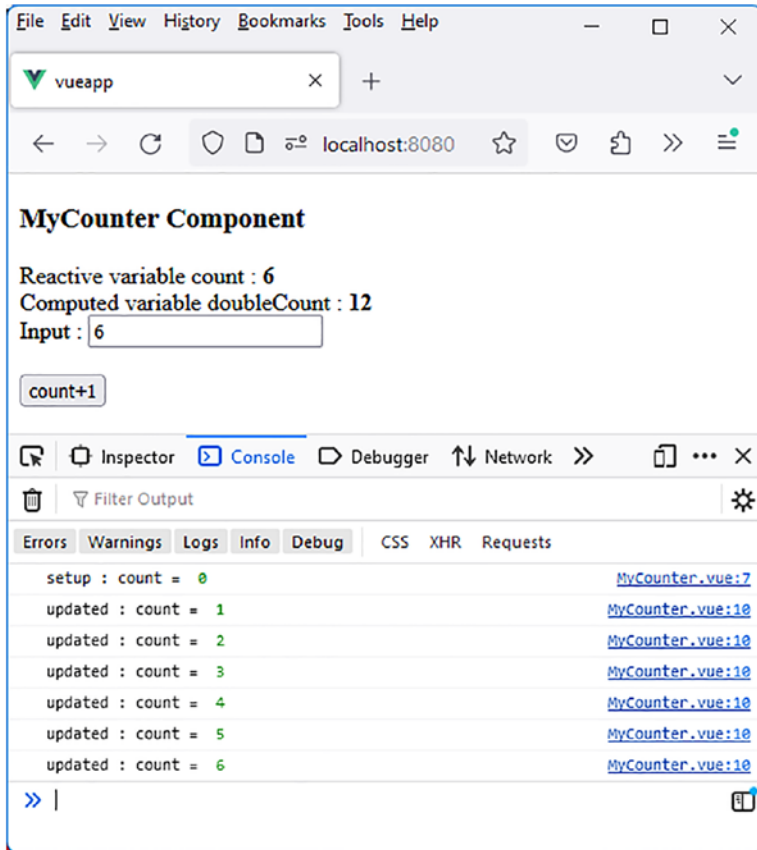 File Edit View History Bookmarks Tools Help
vueapp
localhost:8080
MyCounter Component
Reactive variable count : 6
Computed variable doubleCount : 12
Input : 6
count+1
Inspector Console Debugger Network
Filter Output
Errors Warnings Logs Info Debug CSS XHR Requests
setup : count = 0 MyCounter.vue:7
updated : count = 1 MyCounter.vue:10
updated : count = 2 MyCounter.vue:10
updated : count = 3 MyCounter.vue:10
updated : count = 4 MyCounter.vue:10
updated : count = 5 MyCounter.vue:10
updated : count = 6 MyCounter.vue:10